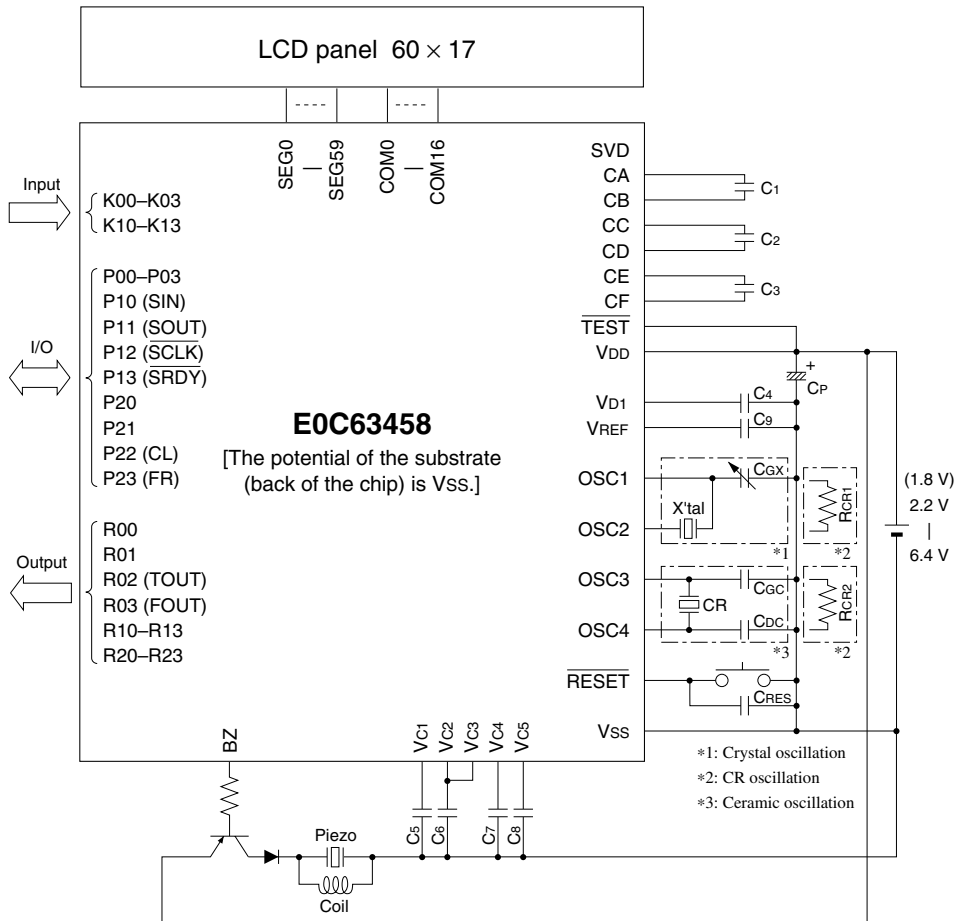 LCD panel 60 × 17
SEG0
SEG59
COM0
COM16
Input
K00–K03
K10–K13
I/O
P00–P03
P10 (SIN)
P11 (SOUT)
P12 (SCLK)
P13 (SRDY)
P20
P21
P22 (CL)
P23 (FR)
Output
R00
R01
R02 (TOUT)
R03 (FOUT)
R10–R13
R20–R23
E0C63458
[The potential of the substrate
(back of the chip) is VSS.]
SVD
CA
CB
CC
CD
CE
CF
TEST
VDD
VD1
VREF
OSC1
OSC2
OSC3
OSC4
RESET
VSS
C1
C2
C3
+
CP
C4
C9
CGX
X'tal
*1
RCR1
*2
CGC
CR
CDC
*3
RCR2
*2
CRES
(1.8 V)
2.2 V
|
6.4 V
*1: Crystal oscillation
*2: CR oscillation
*3: Ceramic oscillation
BZ
VC1
VC2
VC3
VC4
VC5
C5
C6
C7
C8
Piezo
Coil